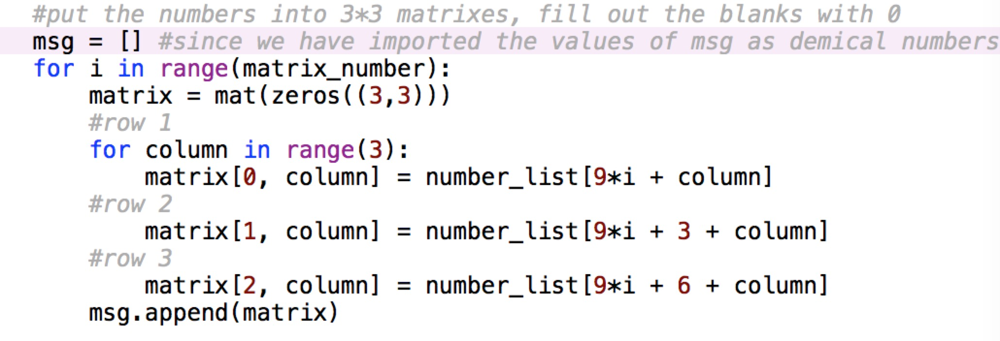 #put the numbers into 3*3 matrixes, fill out the blanks with 0
msg = [] #since we have imported the values of msg as demical numbers
for i in range(matrix_number):
    matrix = mat(zeros((3,3)))
    #row 1
    for column in range(3):
        matrix[0, column] = number_list[9*i + column]
    #row 2
        matrix[1, column] = number_list[9*i + 3 + column]
    #row 3
        matrix[2, column] = number_list[9*i + 6 + column]
    msg.append(matrix)